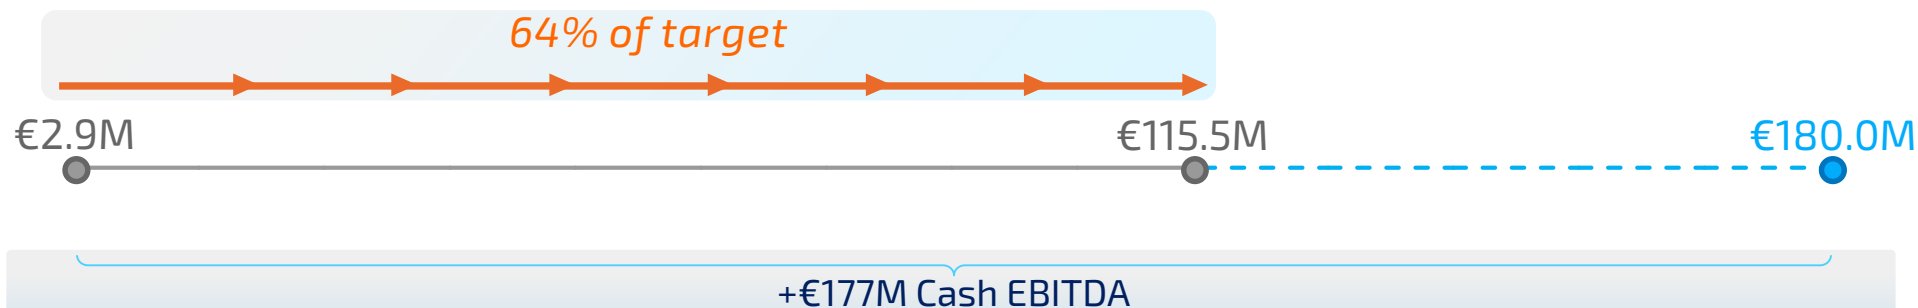 64% of target
€2.9M
€115.5M
€180.0M
+€177M Cash EBITDA